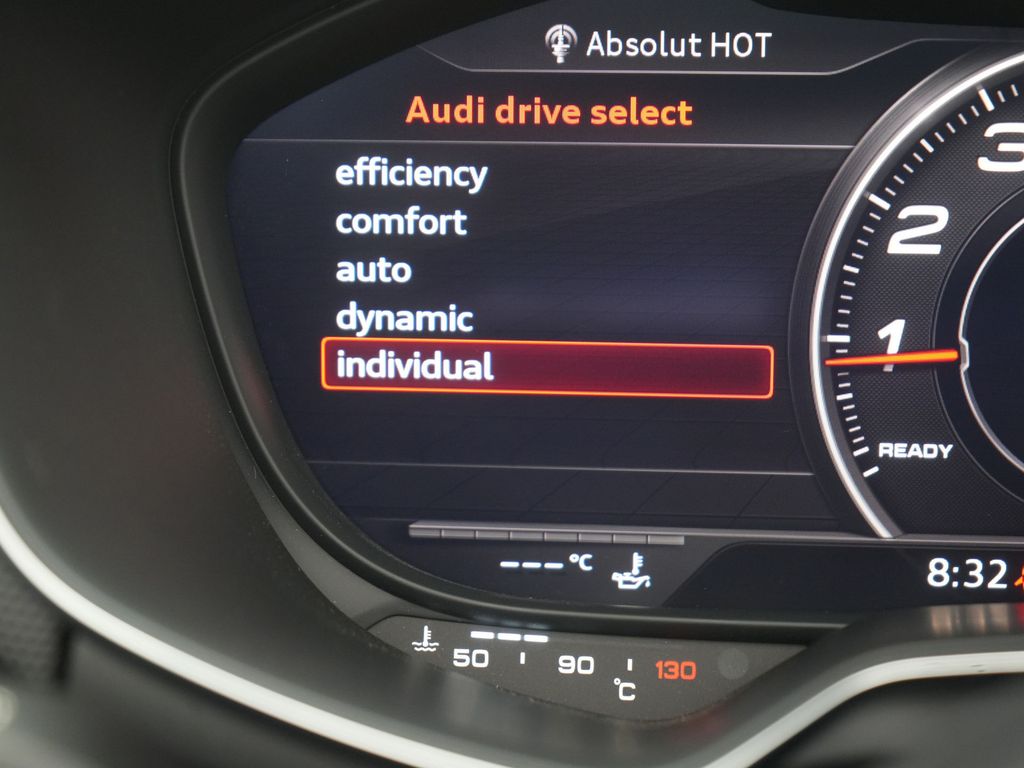 Absolut HOT
Audi drive select
efficiency
comfort
auto
dynamic
individual
3
2
1
READY
---°C
8:32
50 90 130
°C